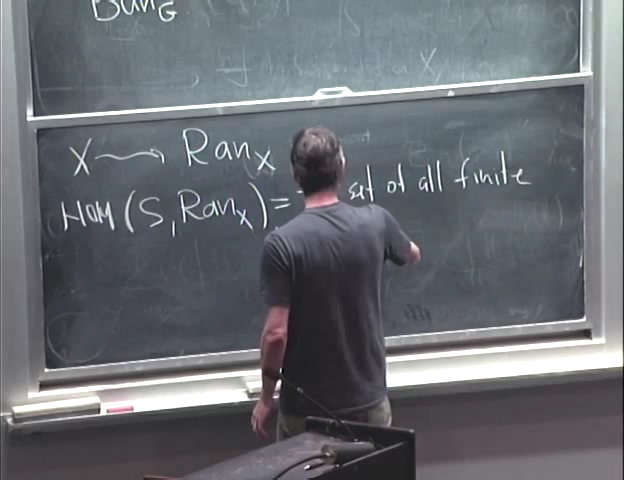 Bun_G
X ⟿ Ran_X
Hom(S, Ran_X) = set of all finite